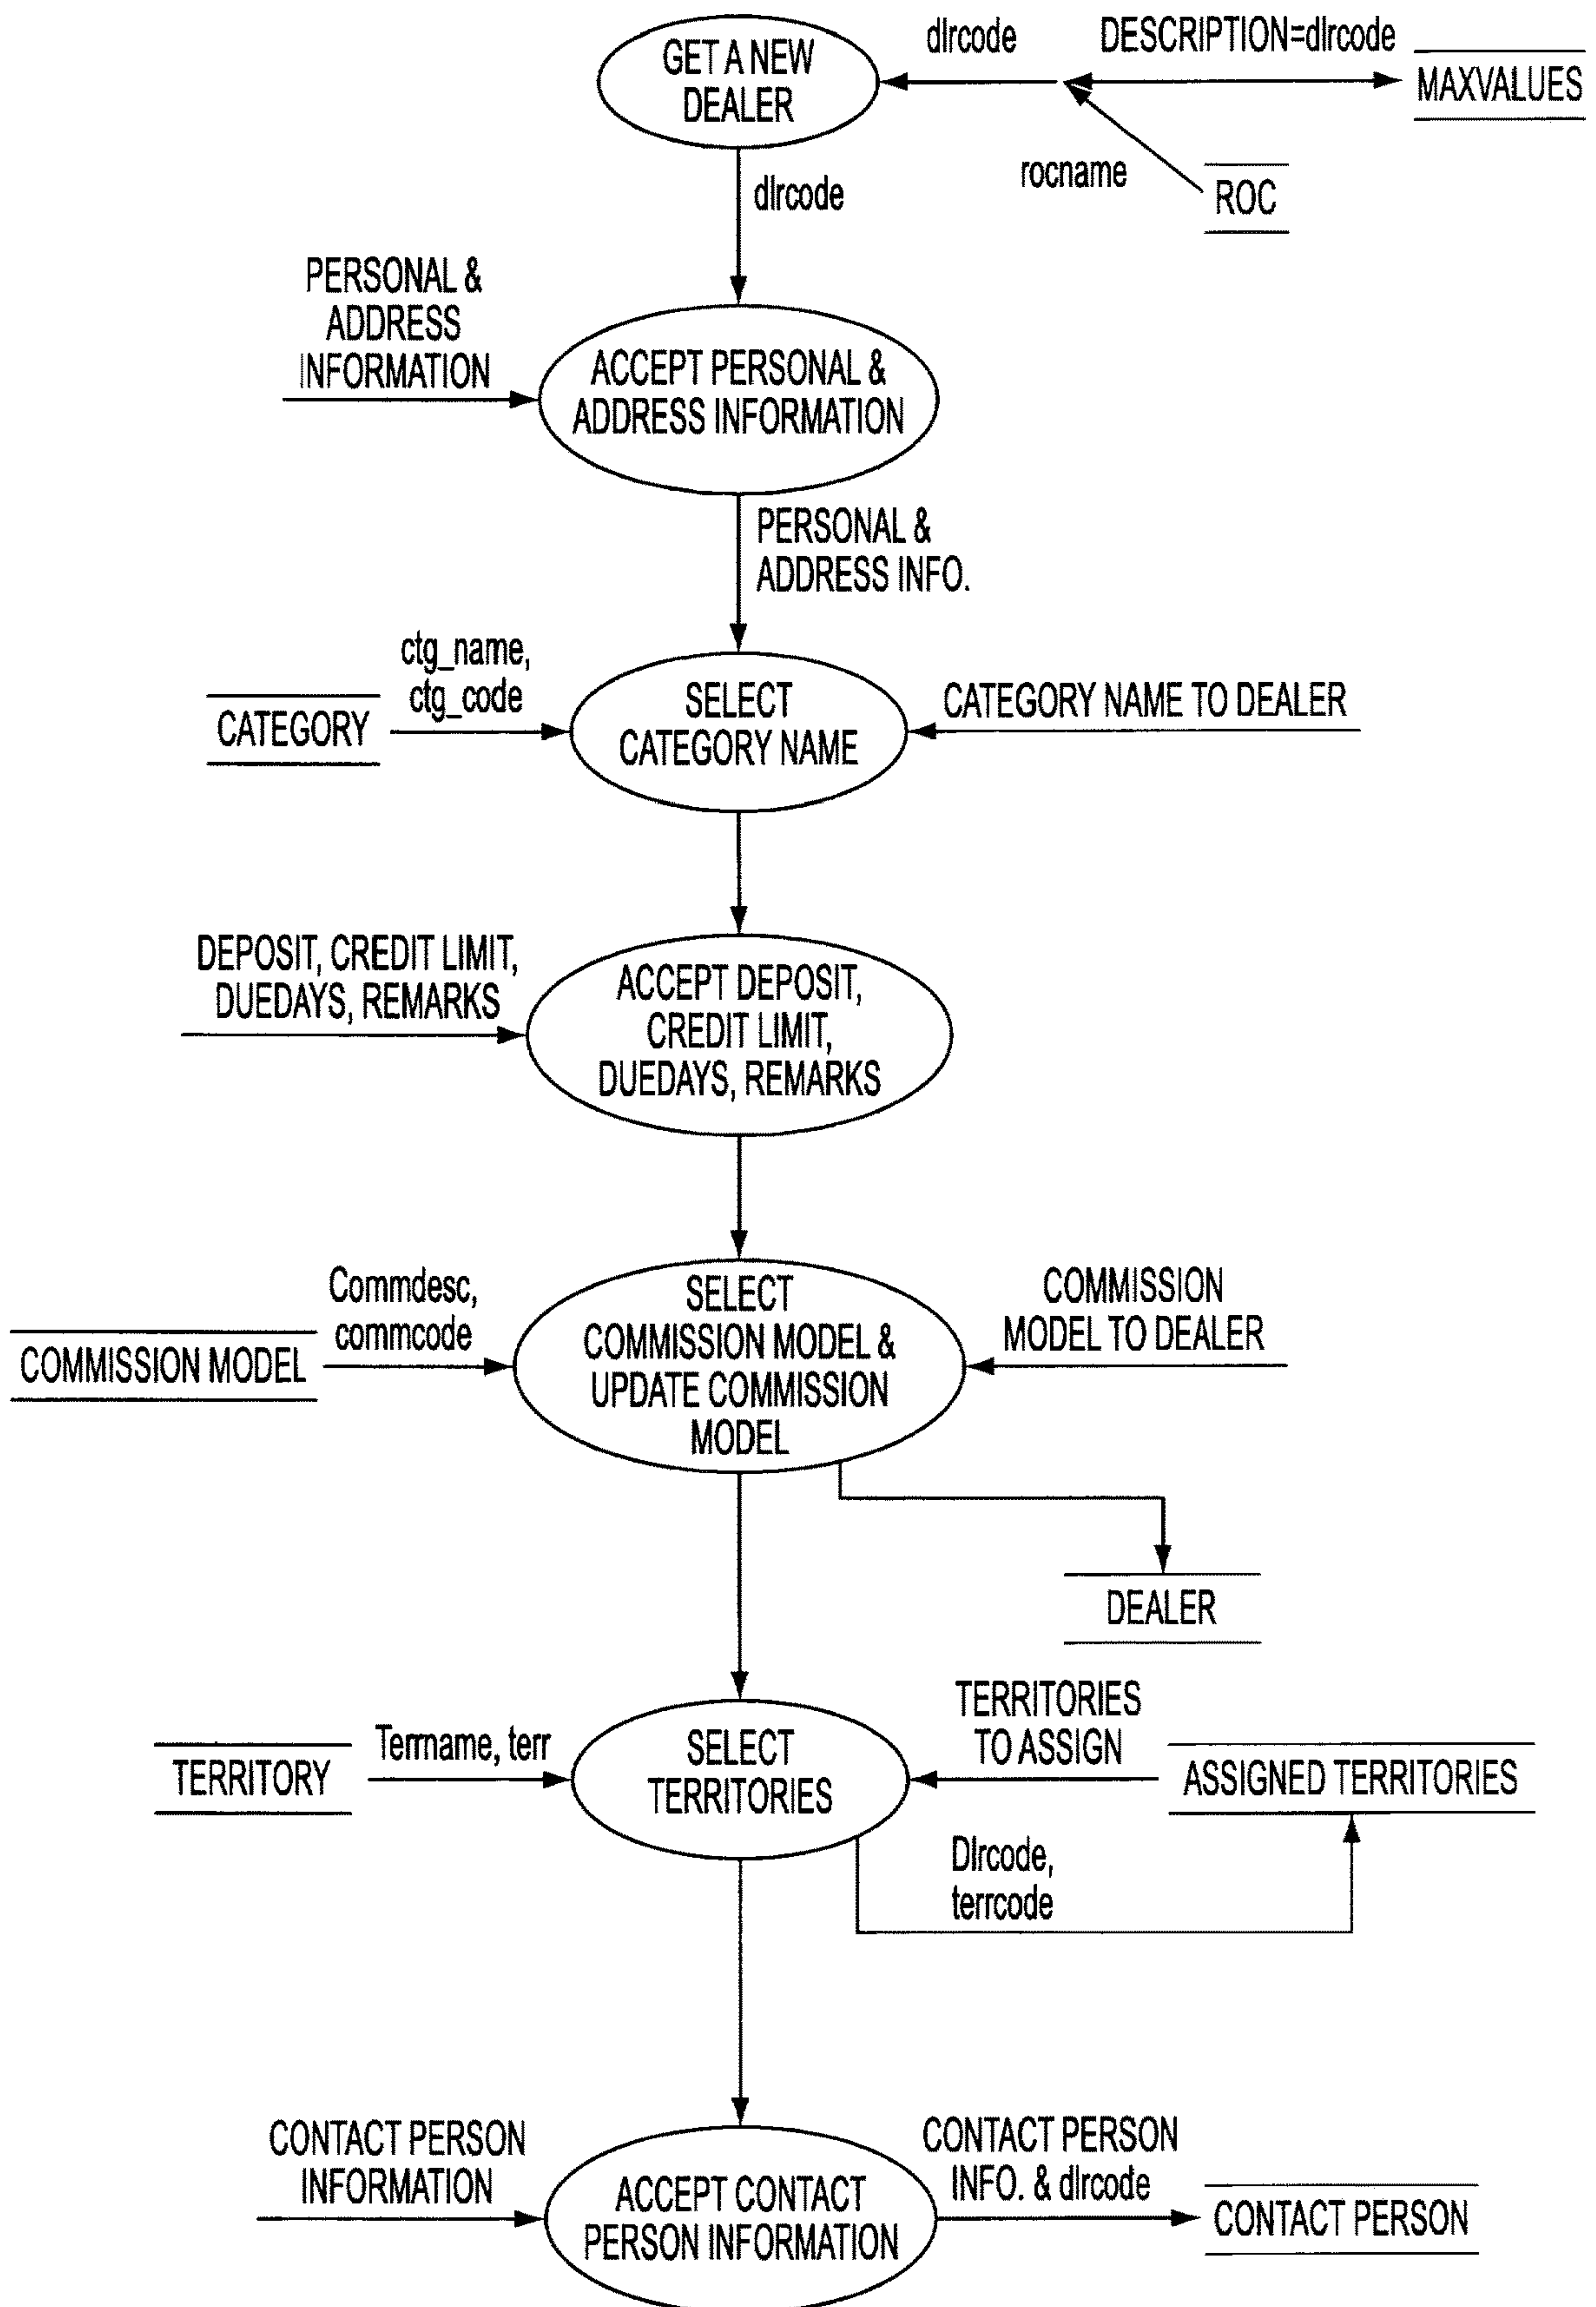 GET A NEW
DEALER
dlrcode
DESCRIPTION=dlrcode
MAXVALUES
rocname
ROC
dlrcode
PERSONAL &
ADDRESS
INFORMATION
ACCEPT PERSONAL &
ADDRESS INFORMATION
PERSONAL &
ADDRESS INFO.
CATEGORY
ctg_name,
ctg_code
SELECT
CATEGORY NAME
CATEGORY NAME TO DEALER
DEPOSIT, CREDIT LIMIT,
DUEDAYS, REMARKS
ACCEPT DEPOSIT,
CREDIT LIMIT,
DUEDAYS, REMARKS
COMMISSION MODEL
Commdesc,
commcode
SELECT
COMMISSION MODEL &
UPDATE COMMISSION
MODEL
COMMISSION
MODEL TO DEALER
DEALER
TERRITORY
Terrname, terr
SELECT
TERRITORIES
TERRITORIES
TO ASSIGN
ASSIGNED TERRITORIES
Dlrcode,
terrcode
CONTACT PERSON
INFORMATION
ACCEPT CONTACT
PERSON INFORMATION
CONTACT PERSON
INFO. & dlrcode
CONTACT PERSON